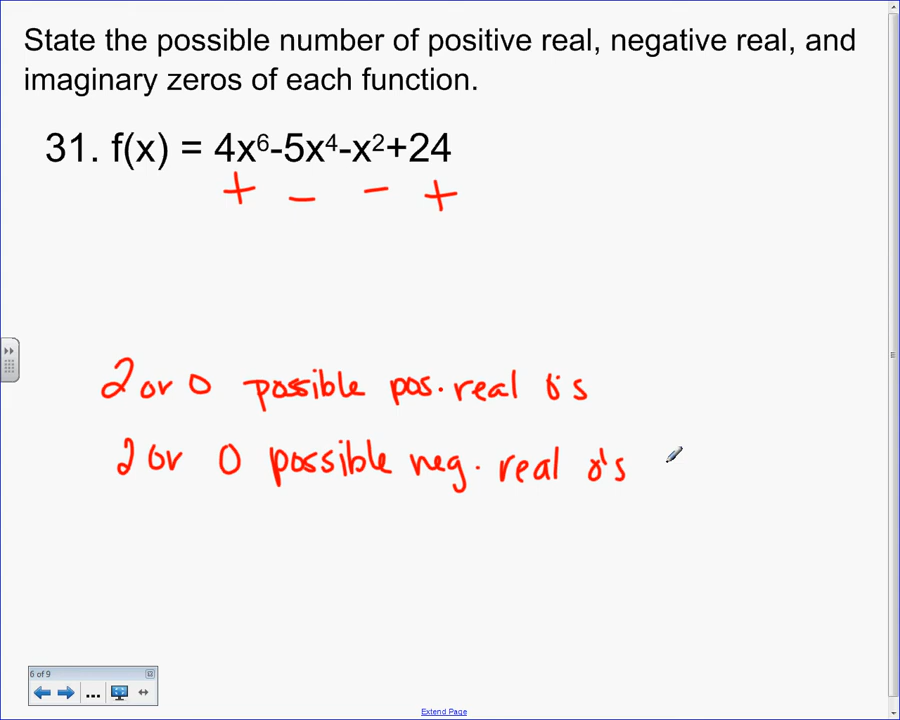 State the possible number of positive real, negative real, and
imaginary zeros of each function.
31. f(x) = 4x⁶-5x⁴-x²+24
+ − − +
2 or 0 possible pos. real 0's
2 or 0 possible neg. real 0's
6 of 9
...
Extend Page